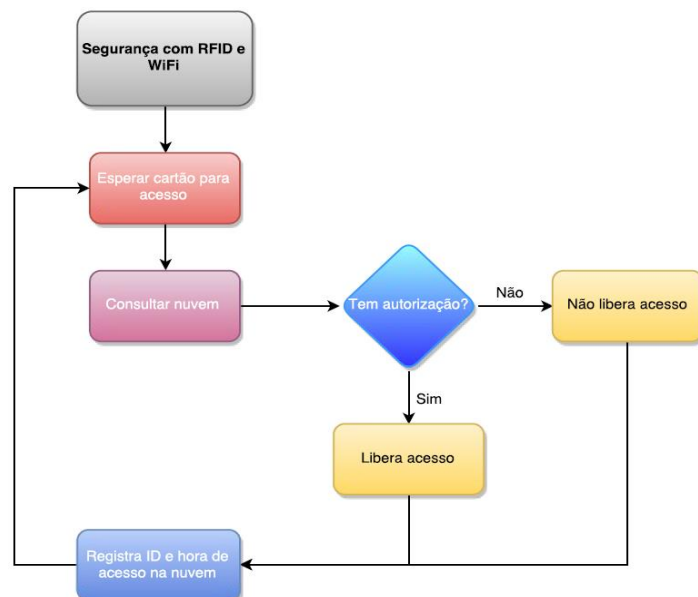 Segurança com RFID e
WiFi
Esperar cartão para
acesso
Consultar nuvem
Tem autorização?
Não
Não libera acesso
Sim
Libera acesso
Registra ID e hora de
acesso na nuvem